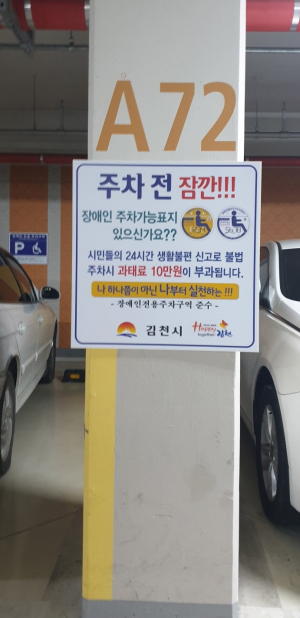 A72
주차 전 잠깐!!!
장애인 주차가능표지
있으신가요??
시민들의 24시간 생활불편 신고로 불법
주차시 과태료 10만원이 부과됩니다.
나 하나쯤이 아닌 나부터 실천하는 !!!
- 장애인전용주차구역 준수 -
김천시
Happy
together
김천
P